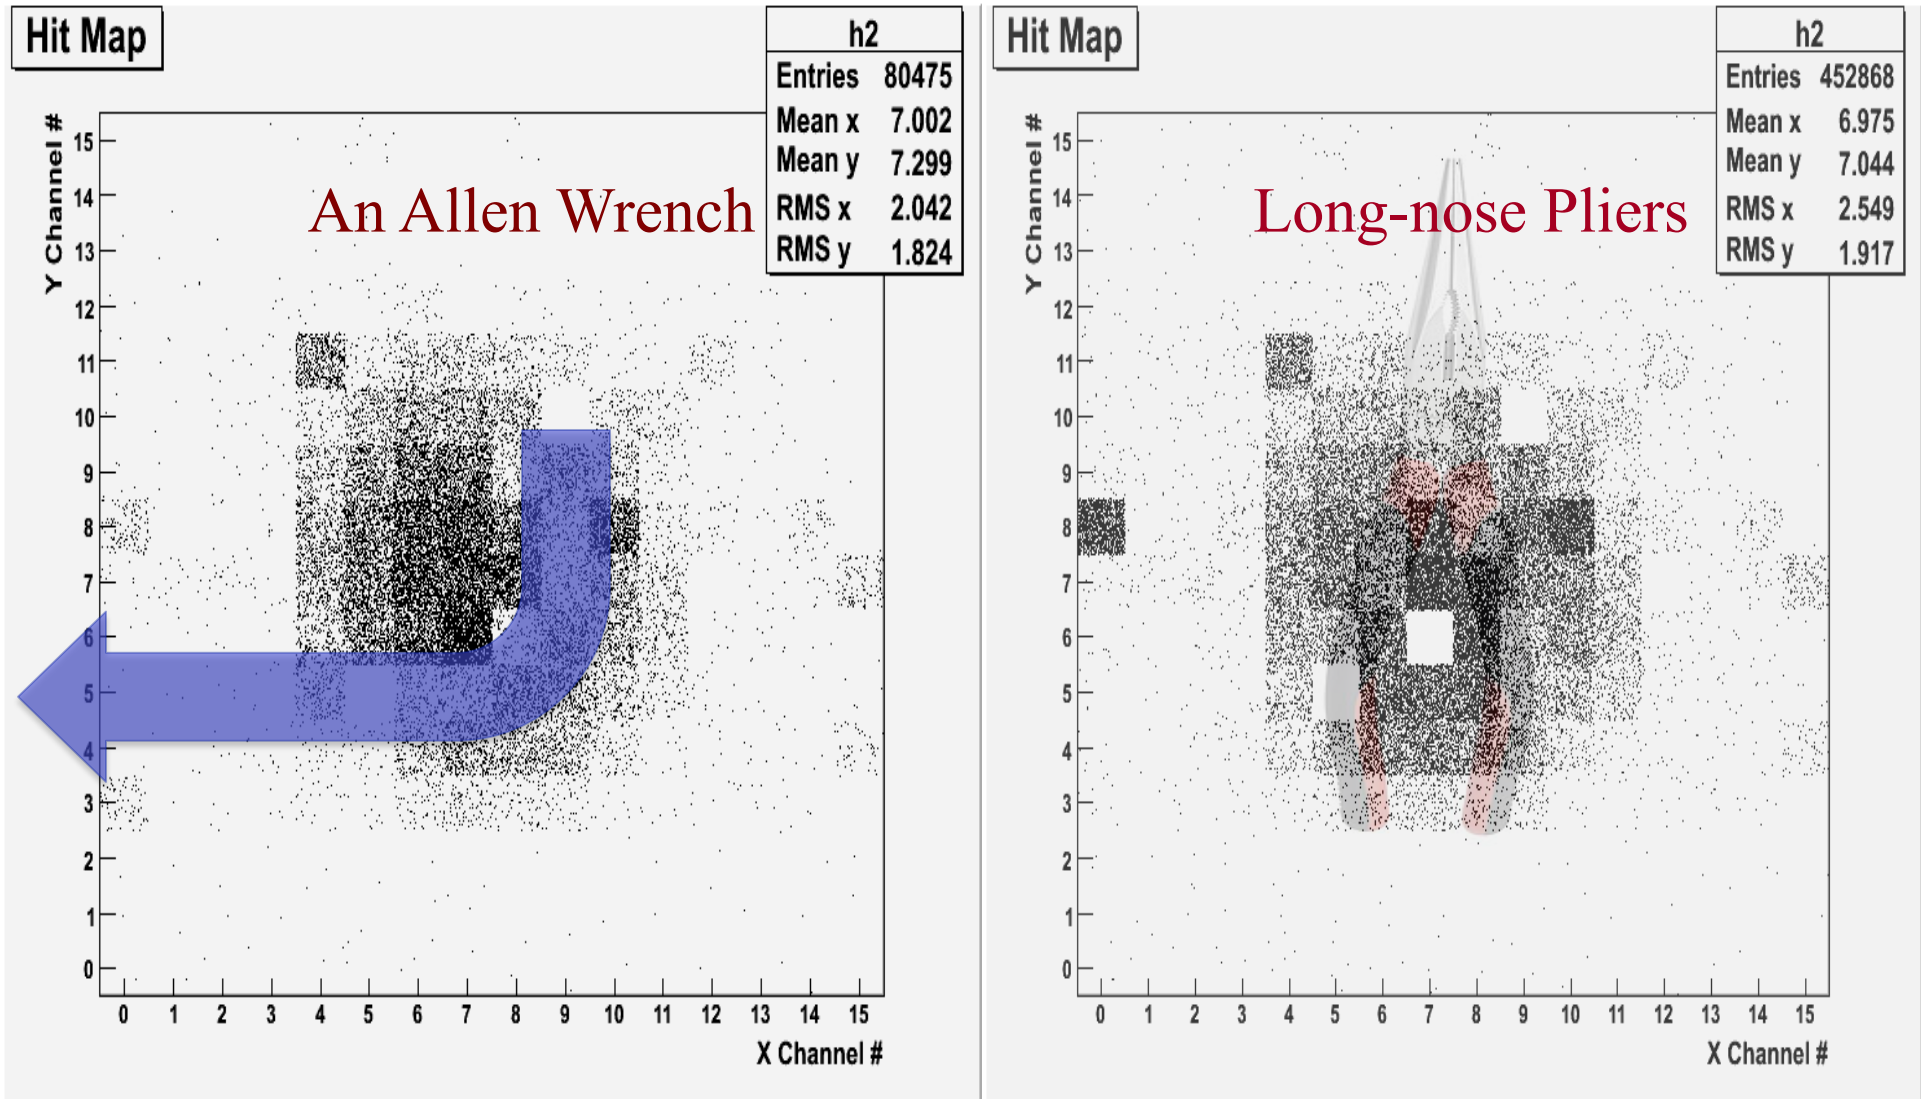 Hit Map
h2
Entries 80475
Mean x 7.002
Mean y 7.299
RMS x 2.042
RMS y 1.824
An Allen Wrench
Y Channel #
15
14
13
12
11
10
9
8
7
6
5
4
3
2
1
0
0 1 2 3 4 5 6 7 8 9 10 11 12 13 14 15
X Channel #
Hit Map
h2
Entries 452868
Mean x 6.975
Mean y 7.044
RMS x 2.549
RMS y 1.917
Long-nose Pliers
Y Channel #
15
14
13
12
11
10
9
8
7
6
5
4
3
2
1
0
0 1 2 3 4 5 6 7 8 9 10 11 12 13 14 15
X Channel #